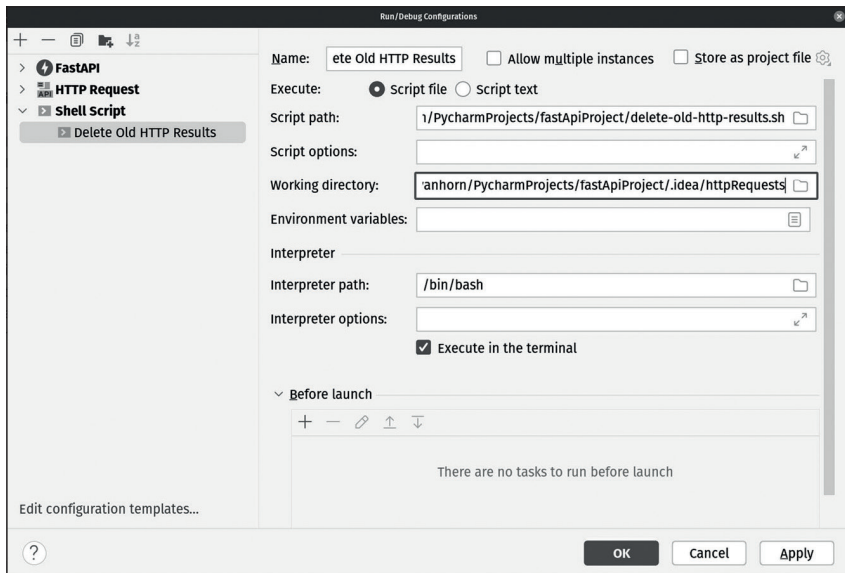 Run/Debug Configurations
Name: ete Old HTTP Results Allow multiple instances Store as project file
FastAPI
API HTTP Request
Shell Script
Delete Old HTTP Results
Execute: Script file Script text
Script path: /PycharmProjects/fastApiProject/delete-old-http-results.sh
Script options:
Working directory: anhorn/PycharmProjects/fastApiProject/.idea/httpRequests
Environment variables:
Interpreter
Interpreter path: /bin/bash
Interpreter options:
Execute in the terminal
Before launch
There are no tasks to run before launch
Edit configuration templates...
? OK Cancel Apply